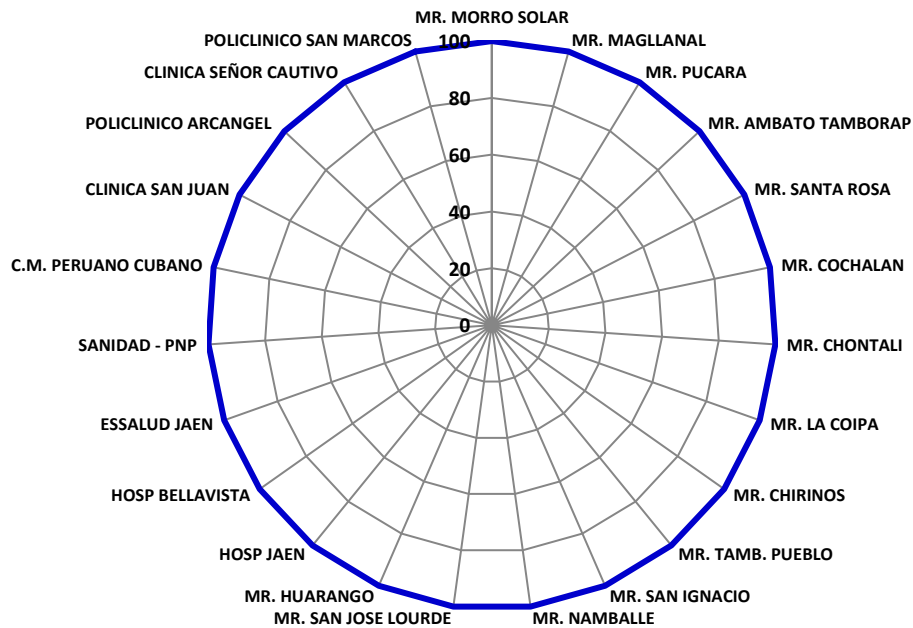 MR. MORRO SOLAR
MR. MAGLLANAL
MR. PUCARA
MR. AMBATO TAMBORAP
MR. SANTA ROSA
MR. COCHALAN
MR. CHONTALI
MR. LA COIPA
MR. CHIRINOS
MR. TAMB. PUEBLO
MR. SAN IGNACIO
MR. NAMBALLE
MR. SAN JOSE LOURDE
MR. HUARANGO
HOSP JAEN
HOSP BELLAVISTA
ESSALUD JAEN
SANIDAD - PNP
C.M. PERUANO CUBANO
CLINICA SAN JUAN
POLICLINICO ARCANGEL
CLINICA SEÑOR CAUTIVO
POLICLINICO SAN MARCOS
100
80
60
40
20
0